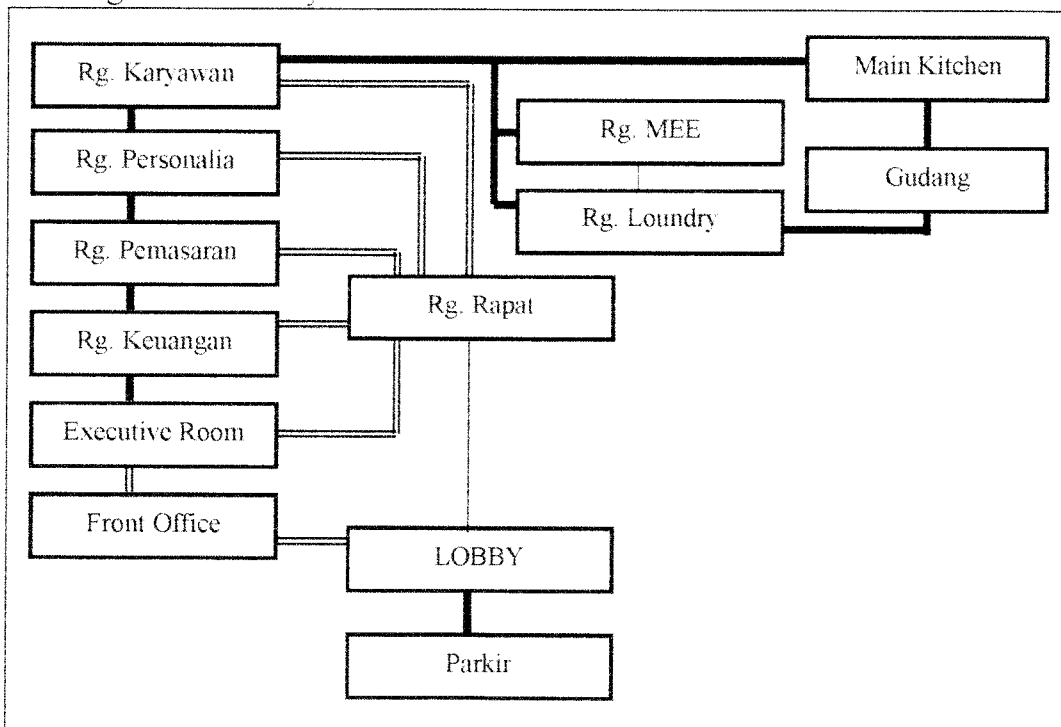 Rg. Karyawan
Main Kitchen
Rg. MEE
Rg. Personalia
Gudang
Rg. Loundry
Rg. Pemasaran
Rg. Rapat
Rg. Keuangan
Executive Room
Front Office
LOBBY
Parkir